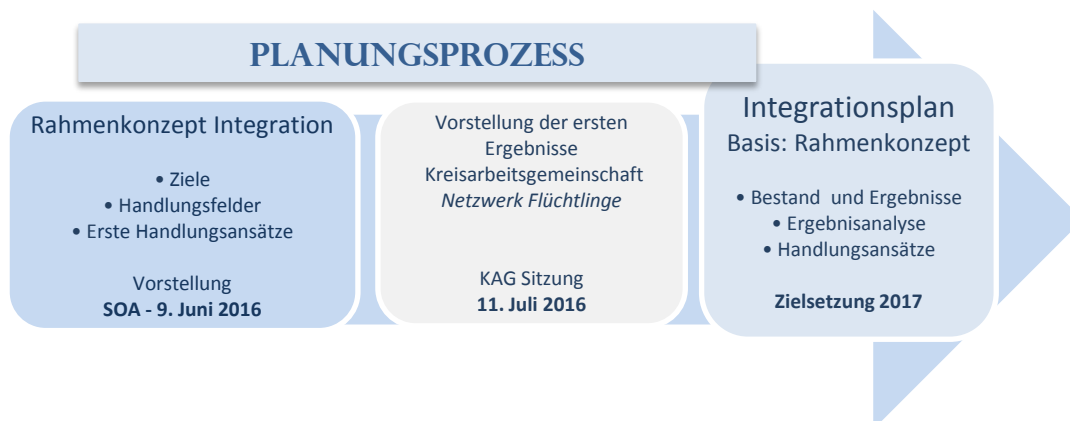 PLANUNGSPROZESS
Rahmenkonzept Integration
• Ziele
• Handlungsfelder
• Erste Handlungsansätze
Vorstellung
SOA - 9. Juni 2016
Vorstellung der ersten
Ergebnisse
Kreisarbeitsgemeinschaft
Netzwerk Flüchtlinge
KAG Sitzung
11. Juli 2016
Integrationsplan
Basis: Rahmenkonzept
• Bestand und Ergebnisse
• Ergebnisanalyse
• Handlungsansätze
Zielsetzung 2017